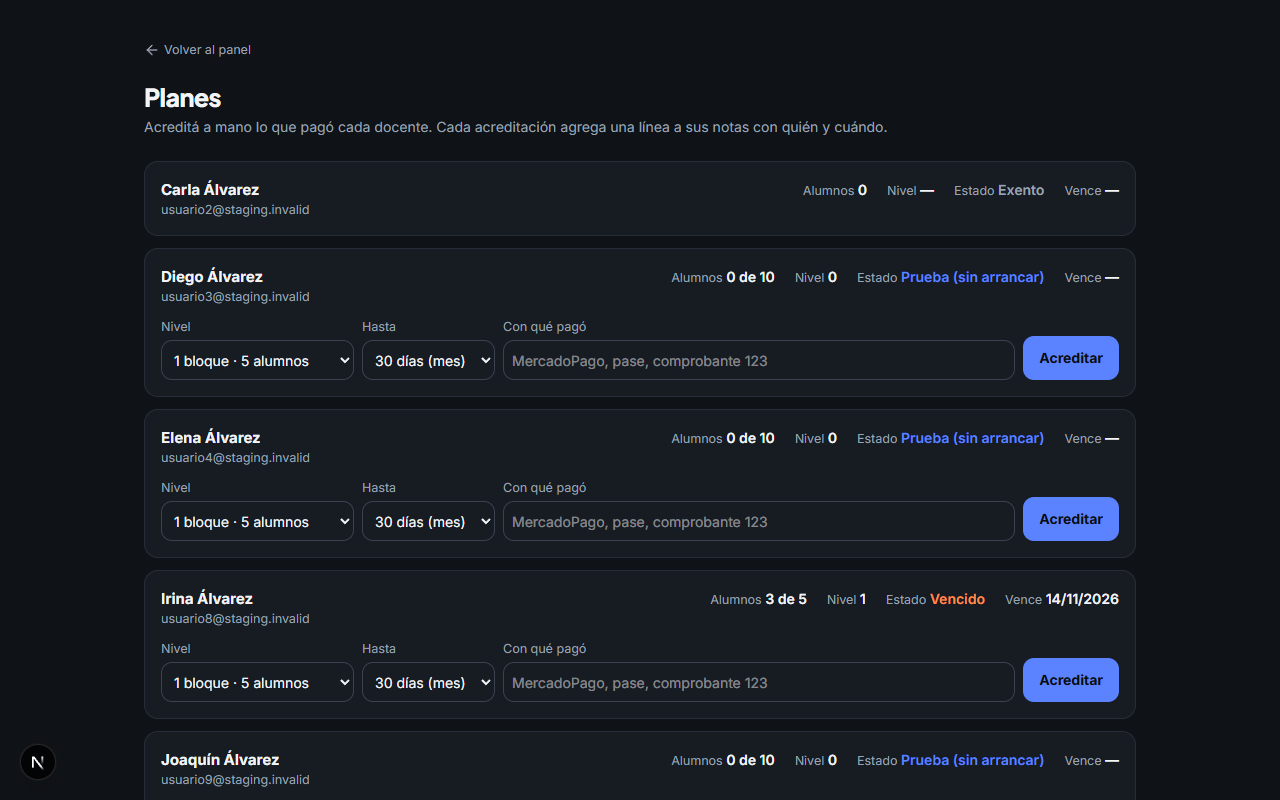 Volver al panel
Planes
Acreditá a mano lo que pagó cada docente. Cada acreditación agrega una línea a sus notas con quién y cuándo.
Carla Álvarez
Alumnos 0 Nivel — Estado Exento Vence —
usuario2@staging.invalid
Diego Álvarez
Alumnos 0 de 10 Nivel 0 Estado Prueba (sin arrancar) Vence —
usuario3@staging.invalid
Nivel Hasta Con qué pagó
1 bloque · 5 alumnos 30 días (mes) MercadoPago, pase, comprobante 123 Acreditar
Elena Álvarez
Alumnos 0 de 10 Nivel 0 Estado Prueba (sin arrancar) Vence —
usuario4@staging.invalid
Nivel Hasta Con qué pagó
1 bloque · 5 alumnos 30 días (mes) MercadoPago, pase, comprobante 123 Acreditar
Irina Álvarez
Alumnos 3 de 5 Nivel 1 Estado Vencido Vence 14/11/2026
usuario8@staging.invalid
Nivel Hasta Con qué pagó
1 bloque · 5 alumnos 30 días (mes) MercadoPago, pase, comprobante 123 Acreditar
Joaquín Álvarez
Alumnos 0 de 10 Nivel 0 Estado Prueba (sin arrancar) Vence —
usuario9@staging.invalid
N